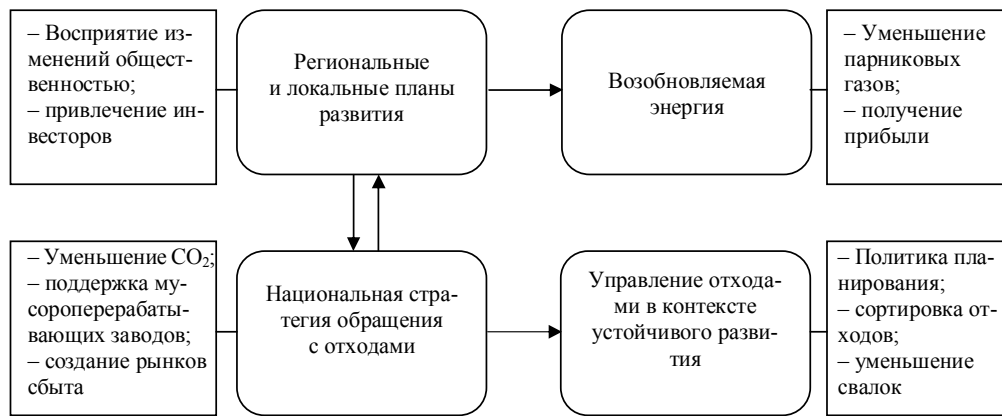 – Восприятие из-
менений общест-
венностью;
– привлечение ин-
весторов
Региональные
и локальные планы
развития
Возобновляемая
энергия
– Уменьшение
парниковых
газов;
– получение
прибыли
– Уменьшение CO₂;
– поддержка му-
сороперерабаты-
вающих заводов;
– создание рынков
сбыта
Национальная стра-
тегия обращения
с отходами
Управление отхода-
ми в контексте
устойчивого разви-
тия
– Политика пла-
нирования;
– сортировка от-
ходов;
– уменьшение
свалок